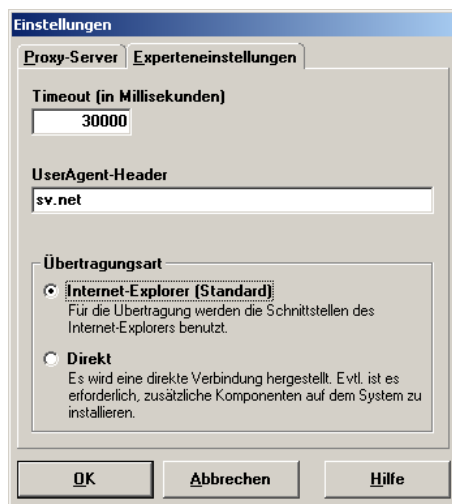 Einstellungen
Proxy-Server Experteneinstellungen
Timeout (in Millisekunden)
30000
UserAgent-Header
sv.net
Übertragungsart
Internet-Explorer (Standard)
Für die Übertragung werden die Schnittstellen des
Internet-Explorers benutzt.
Direkt
Es wird eine direkte Verbindung hergestellt. Evtl. ist es
erforderlich, zusätzliche Komponenten auf dem System zu
installieren.
OK Abbrechen Hilfe